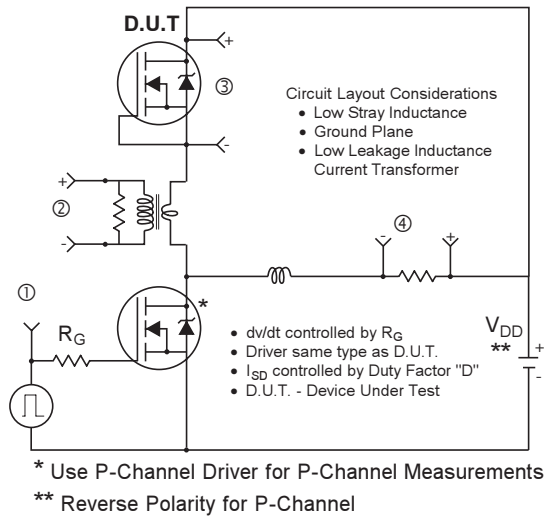 D.U.T
+
③
Circuit Layout Considerations
• Low Stray Inductance
• Ground Plane
• Low Leakage Inductance
Current Transformer
-
+
②
-
④
- +
①
*
R_G
• dv/dt controlled by R_G
• Driver same type as D.U.T.
• I_SD controlled by Duty Factor "D"
• D.U.T. - Device Under Test
V_DD
**
+
-
* Use P-Channel Driver for P-Channel Measurements
** Reverse Polarity for P-Channel